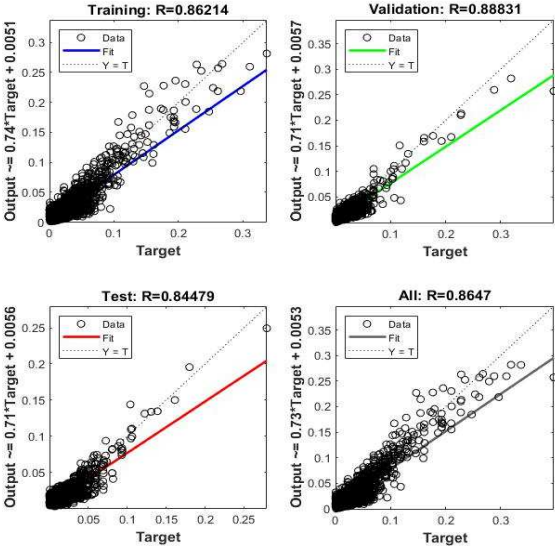 Training: R=0.86214
Output ~= 0.74*Target + 0.0051
0.35
0.3
0.25
0.2
0.15
0.1
0.05
0
Data
Fit
Y = T
0 0.1 0.2 0.3
Target
Validation: R=0.88831
Output ~= 0.71*Target + 0.0057
0.35
0.3
0.25
0.2
0.15
0.1
0.05
Data
Fit
Y = T
0.1 0.2 0.3
Target
Test: R=0.84479
Output ~= 0.71*Target + 0.0056
0.25
0.2
0.15
0.1
0.05
Data
Fit
Y = T
0.05 0.1 0.15 0.2 0.25
Target
All: R=0.8647
Output ~= 0.73*Target + 0.0053
0.35
0.3
0.25
0.2
0.15
0.1
0.05
0
Data
Fit
Y = T
0 0.1 0.2 0.3
Target